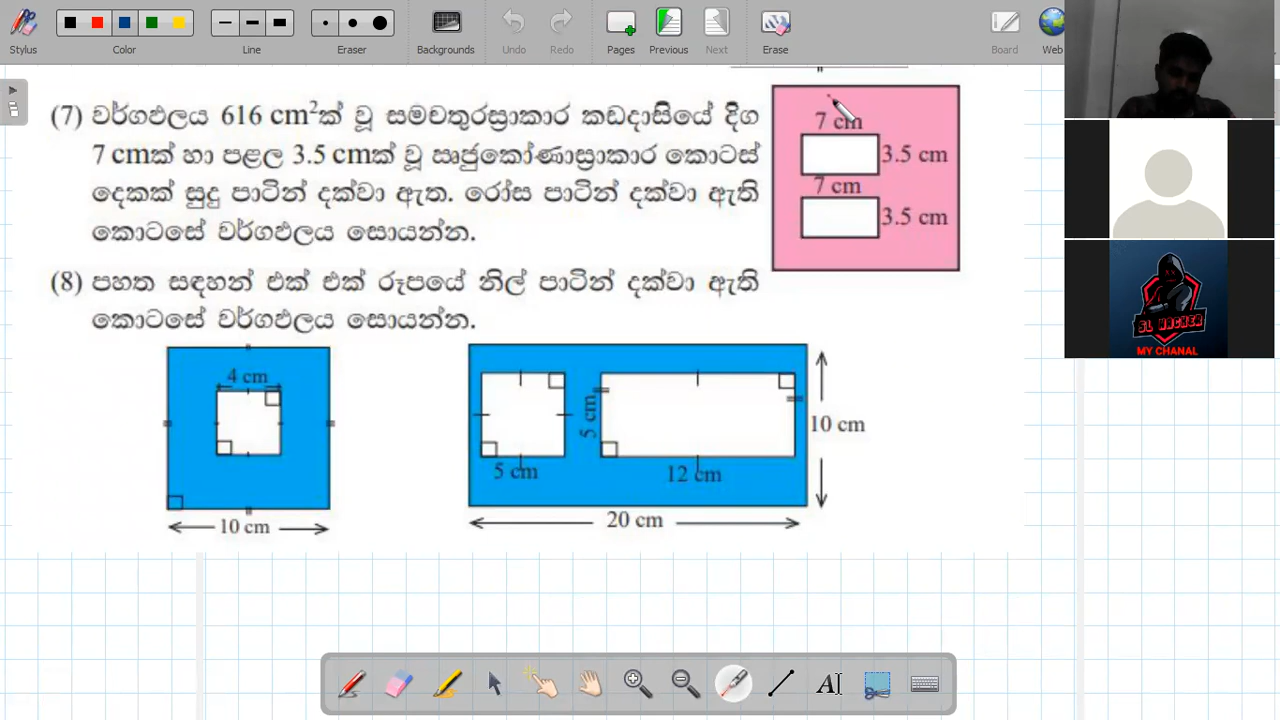 Stylus
Color
Line
Eraser
Backgrounds
Undo
Redo
Pages
Previous
Next
Erase
Board
Web
(7) වර්ගඵලය 616 cm²ක් වූ සමචතුරස්‍රාකාර කඩදාසියේ දිග
7 cmක් හා පළල 3.5 cmක් වූ ඍජුකෝණාස්‍රාකාර කොටස්
දෙකක් සුදු පාටින් දක්වා ඇත. රෝස පාටින් දක්වා ඇති
කොටසේ වර්ගඵලය සොයන්න.
7 cm
3.5 cm
7 cm
3.5 cm
(8) පහත සඳහන් එක් එක් රූපයේ නිල් පාටින් දක්වා ඇති
කොටසේ වර්ගඵලය සොයන්න.
4 cm
10 cm
5 cm
5 cm
12 cm
10 cm
20 cm
SL HACKER
MY CHANAL
A